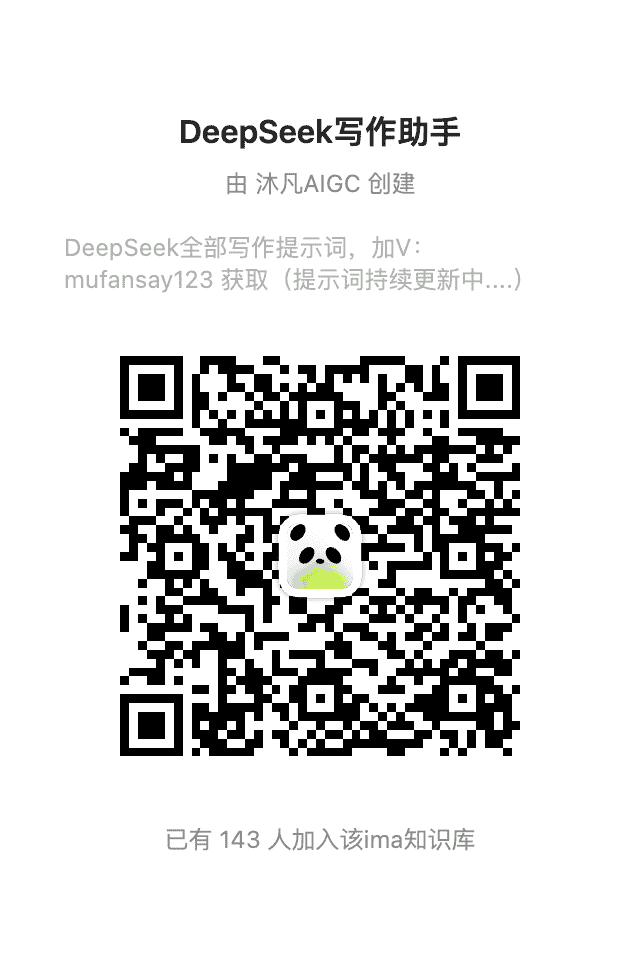 DeepSeek写作助手
由 沐凡AIGC 创建
DeepSeek全部写作提示词，加V：
mufansay123 获取（提示词持续更新中....）
已有 143 人加入该ima知识库